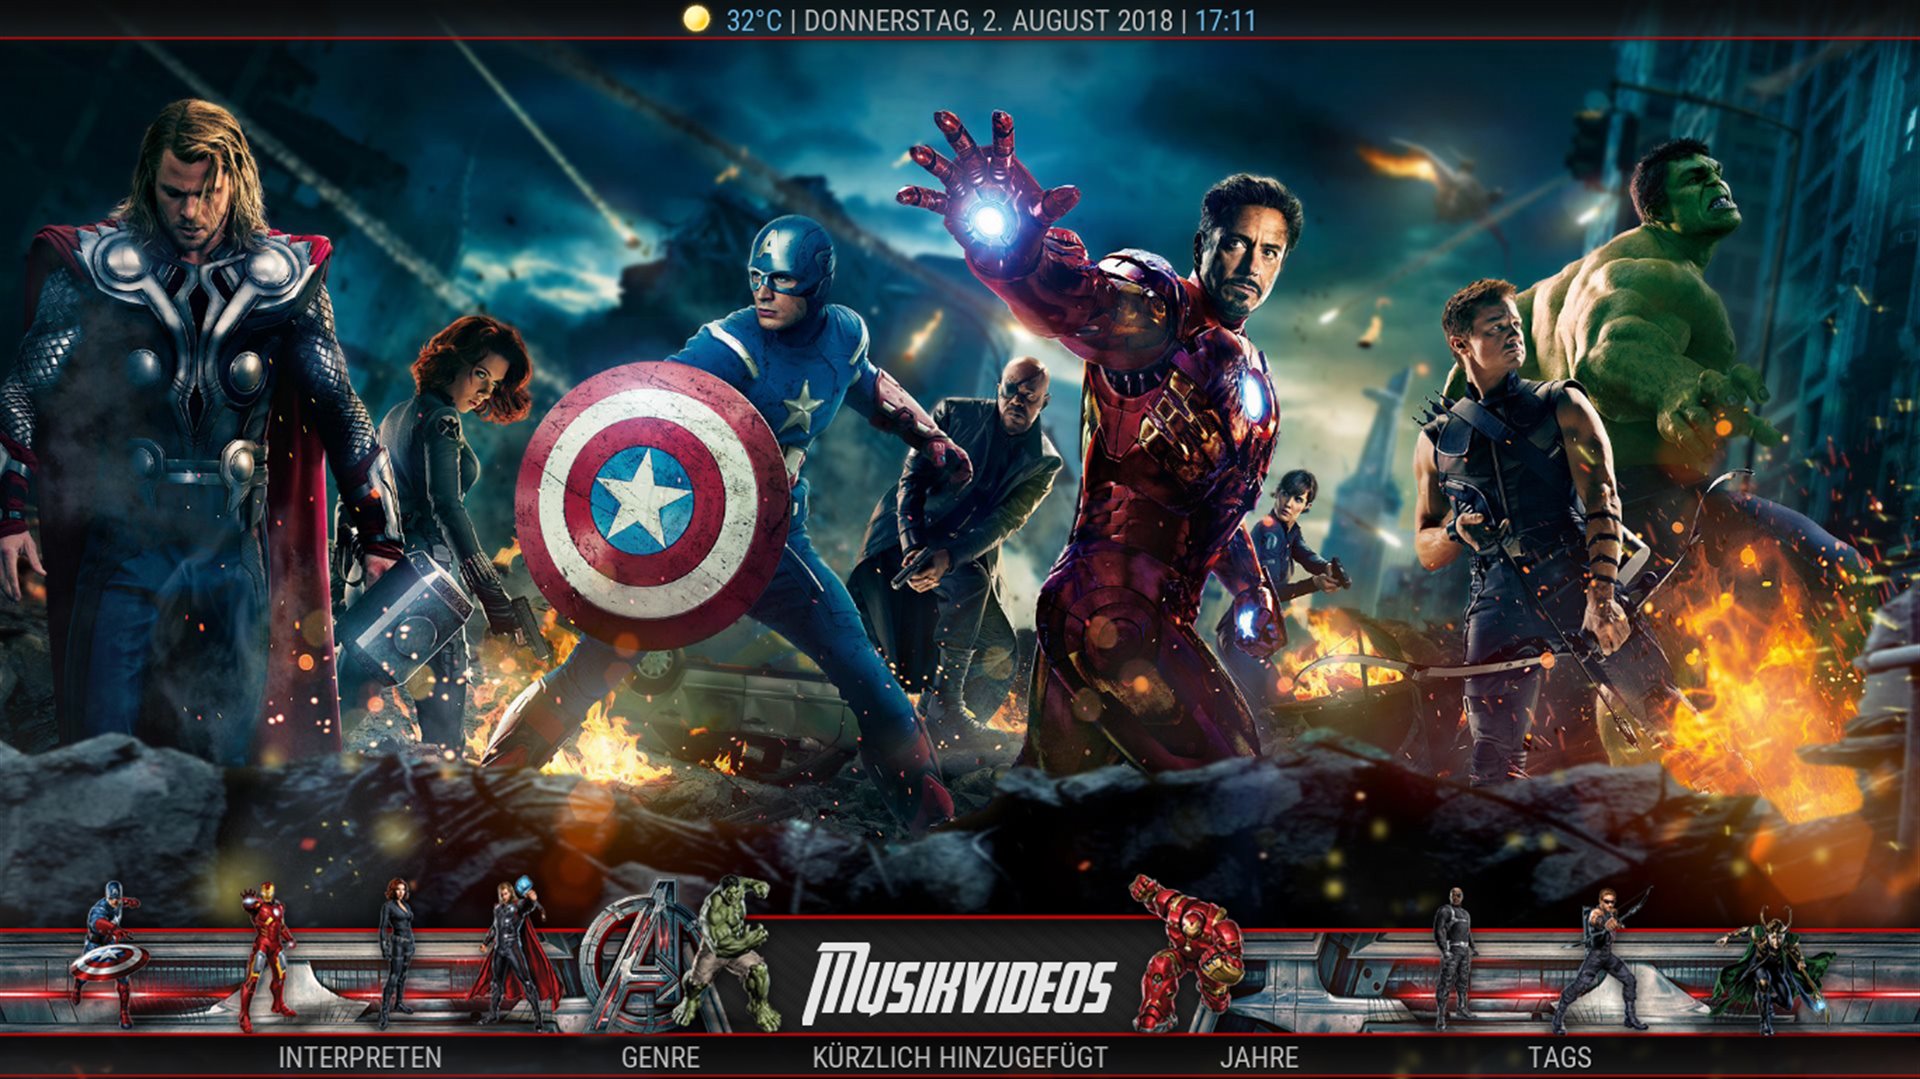 32°C | DONNERSTAG, 2. AUGUST 2018 | 17:11
A
MUSIKVIDEOS
INTERPRETEN GENRE KÜRZLICH HINZUGEFÜGT JAHRE TAGS